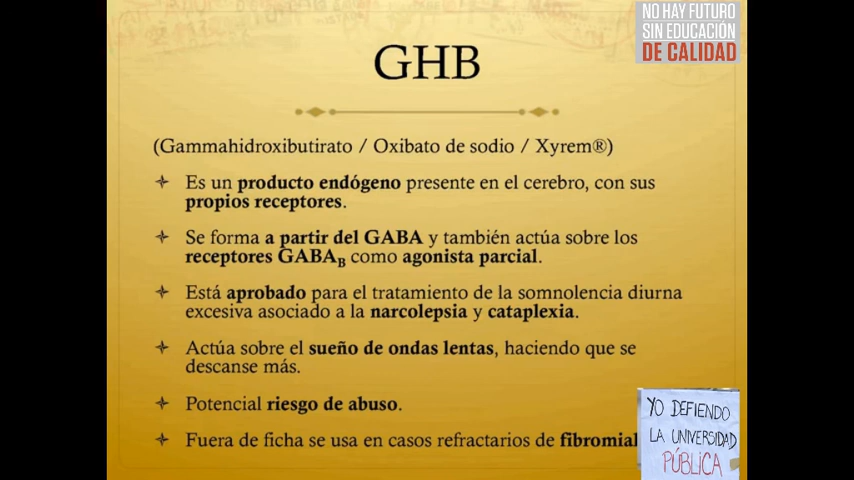 NO HAY FUTURO
SIN EDUCACIÓN
DE CALIDAD
GHB
(Gammahidroxibutirato / Oxibato de sodio / Xyrem®)
Es un producto endógeno presente en el cerebro, con sus
propios receptores.
Se forma a partir del GABA y también actúa sobre los
receptores GABAB como agonista parcial.
Está aprobado para el tratamiento de la somnolencia diurna
excesiva asociado a la narcolepsia y cataplexia.
Actúa sobre el sueño de ondas lentas, haciendo que se
descanse más.
Potencial riesgo de abuso.
Fuera de ficha se usa en casos refractarios de
YO DEFIENDO
LA UNIVERSIDAD
PÚBLICA